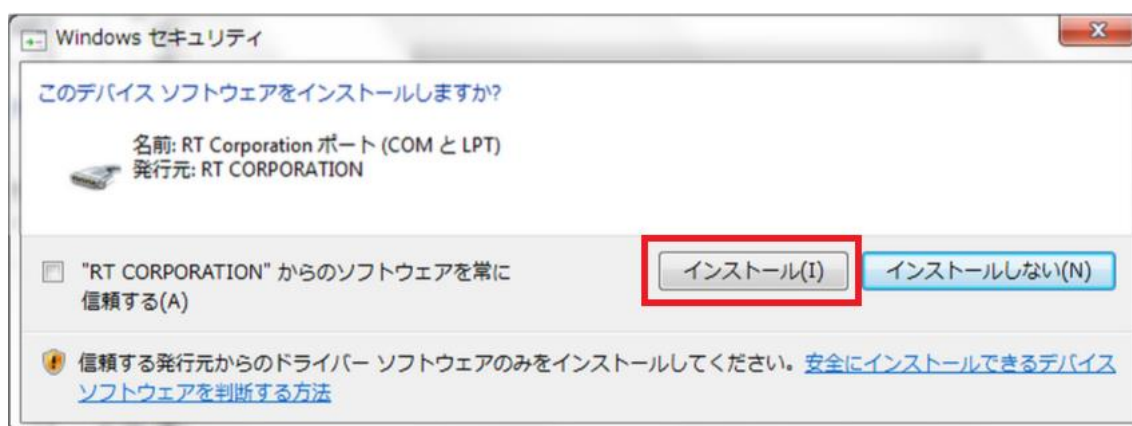 Windows セキュリティ
このデバイス ソフトウェアをインストールしますか?
名前: RT Corporation ポート (COM と LPT)
発行元: RT CORPORATION
"RT CORPORATION" からのソフトウェアを常に
信頼する(A)
インストール(I)
インストールしない(N)
信頼する発行元からのドライバー ソフトウェアのみをインストールしてください。安全にインストールできるデバイス
ソフトウェアを判断する方法